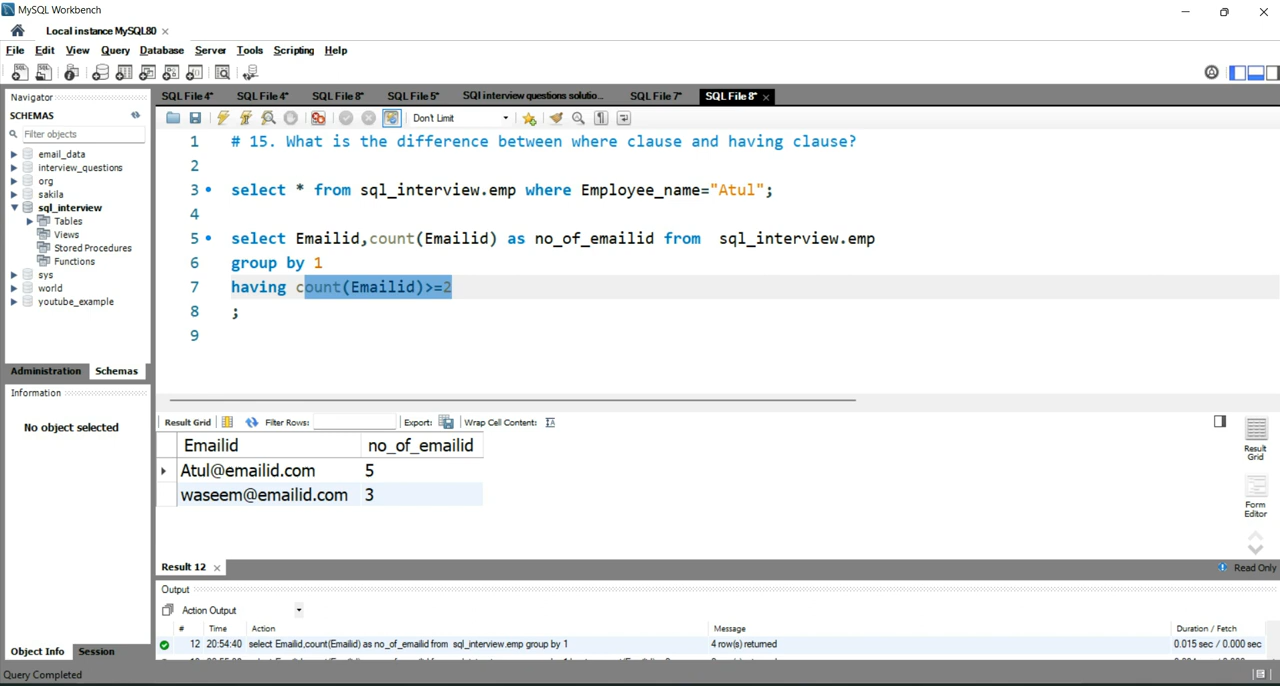 MySQL Workbench
Local instance MySQL80
File Edit View Query Database Server Tools Scripting Help
Navigator
SCHEMAS
Filter objects
email_data
interview_questions
org
sakila
sql_interview
Tables
Views
Stored Procedures
Functions
sys
world
youtube_example
Administration Schemas
Information
No object selected
Object Info Session
SQL File 4* SQL File 4* SQL File 8* SQL File 5* SQl interview questions solutio... SQL File 7* SQL File 8*
Don't Limit
1 # 15. What is the difference between where clause and having clause?
2
3 select * from sql_interview.emp where Employee_name="Atul";
4
5 select Emailid,count(Emailid) as no_of_emailid from sql_interview.emp
6 group by 1
7 having count(Emailid)>=2
8 ;
9
Result Grid Filter Rows: Export: Wrap Cell Content:
Emailid no_of_emailid
Atul@emailid.com 5
waseem@emailid.com 3
Result Grid
Form Editor
Result 12
Read Only
Output
Action Output
# Time Action Message Duration / Fetch
12 20:54:40 select Emailid,count(Emailid) as no_of_emailid from sql_interview.emp group by 1 4 row(s) returned 0.015 sec / 0.000 sec
Query Completed